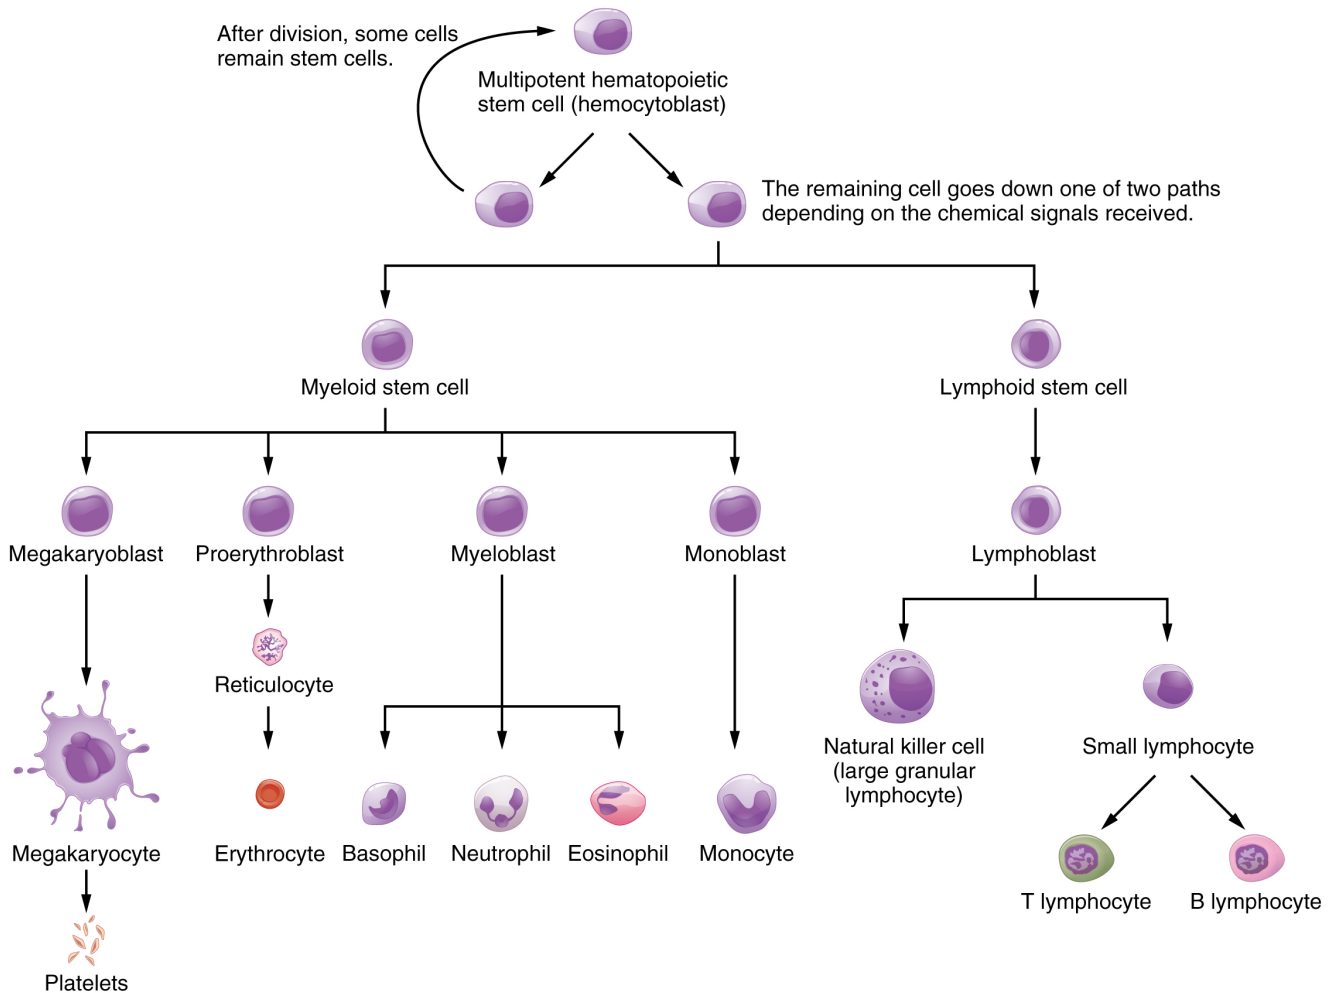 After division, some cells
remain stem cells.
Multipotent hematopoietic
stem cell (hemocytoblast)
The remaining cell goes down one of two paths
depending on the chemical signals received.
Myeloid stem cell
Lymphoid stem cell
Megakaryoblast
Proerythroblast
Myeloblast
Monoblast
Lymphoblast
Reticulocyte
Natural killer cell
(large granular
lymphocyte)
Small lymphocyte
Megakaryocyte
Erythrocyte
Basophil
Neutrophil
Eosinophil
Monocyte
T lymphocyte
B lymphocyte
Platelets